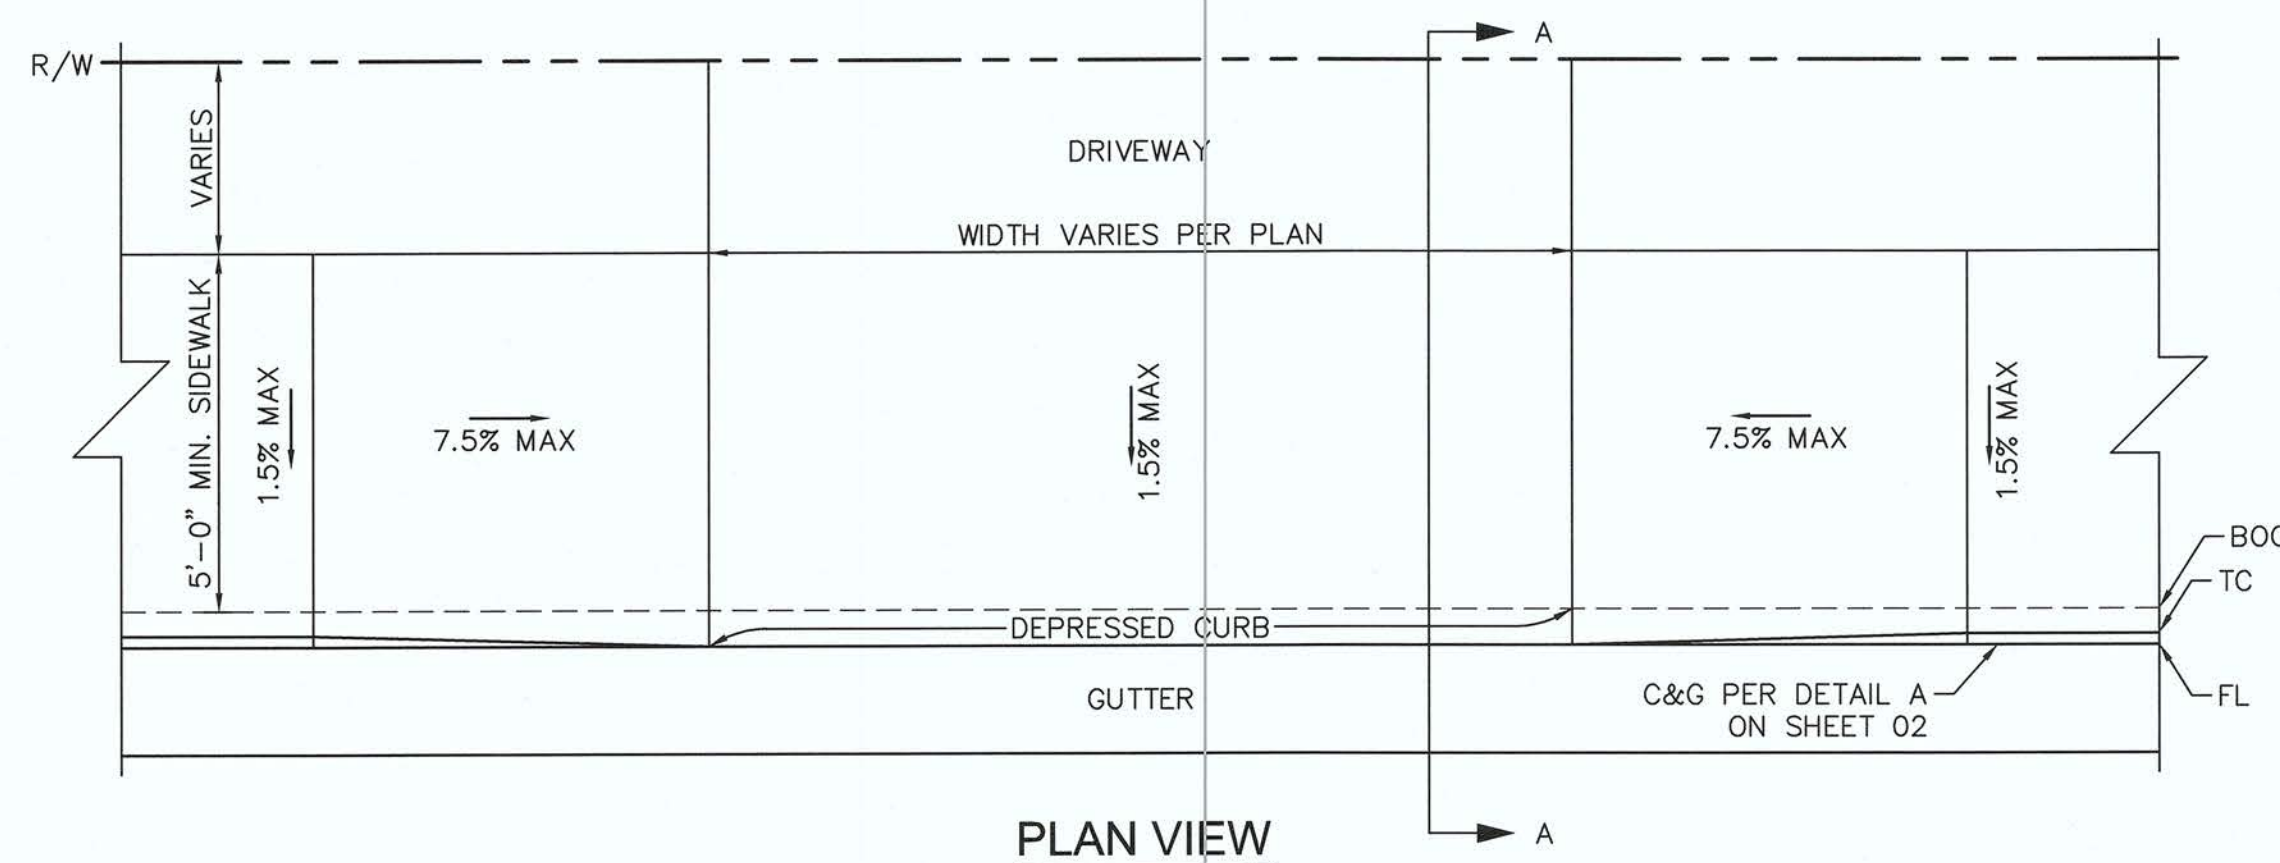 A
R/W
VARIES
DRIVEWAY
WIDTH VARIES PER PLAN
5'-0" MIN. SIDEWALK
1.5% MAX
7.5% MAX
1.5% MAX
7.5% MAX
1.5% MAX
BOC
TC
DEPRESSED CURB
GUTTER
C&G PER DETAIL A
ON SHEET 02
FL
PLAN VIEW
A